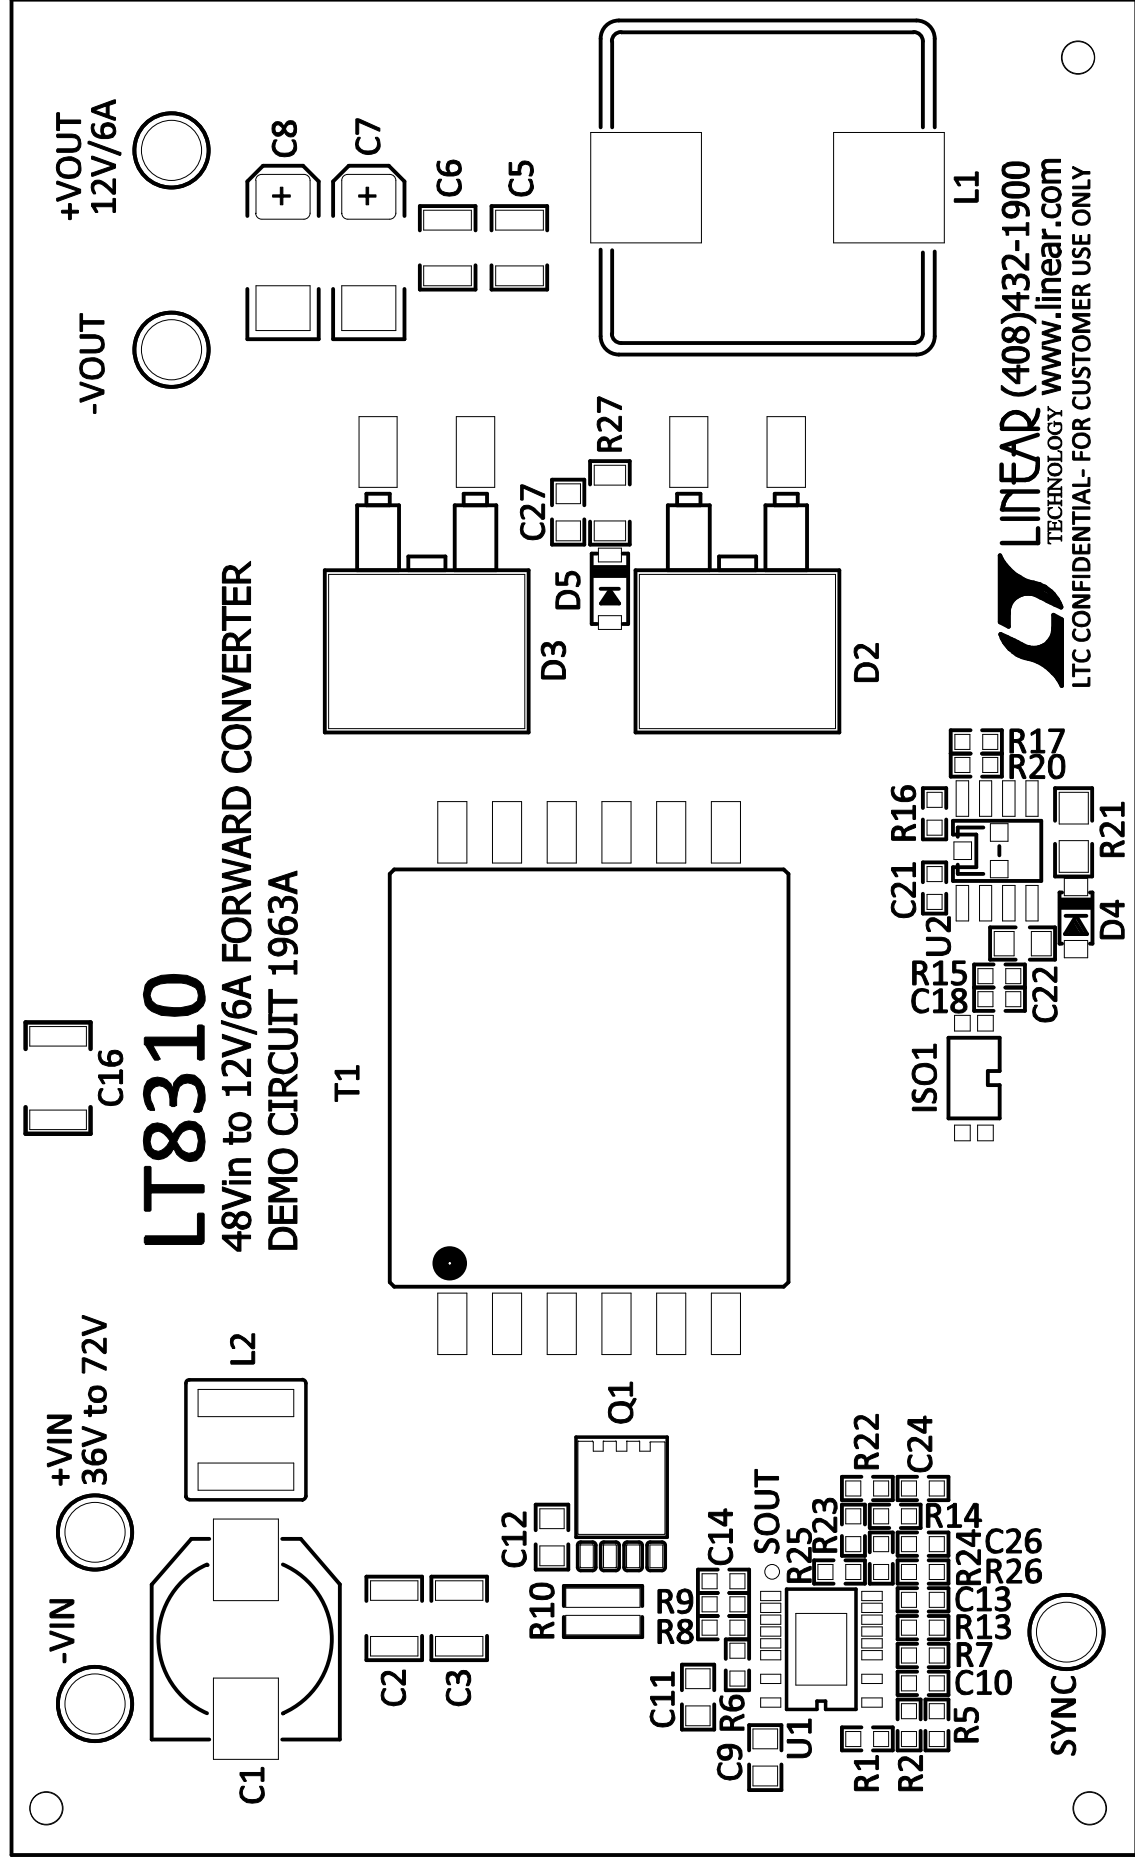 -VIN
+VIN
36V to 72V
C16
-VOUT
+VOUT
12V/6A
LT8310
48Vin to 12V/6A FORWARD CONVERTER
DEMO CIRCUIT 1963A
C1
L2
C8
C7
C6
C5
T1
C2
C3
D3
D5
C27
R27
D2
L1
C12
R10
Q1
R9
R8
C14
C11
R6
C9
U1
SOUT
R25
R23
R22
C24
R14
C26
R24
R26
C13
R13
R7
C10
R5
R2
R1
SYNC
ISO1
U2
R15
C18
C22
C21
R16
R17
R20
D4
R21
LINEAR (408)432-1900
TECHNOLOGY www.linear.com
LTC CONFIDENTIAL- FOR CUSTOMER USE ONLY
+
+